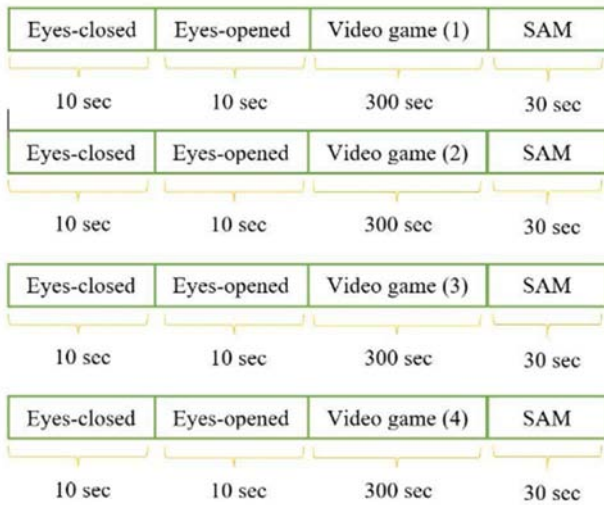 Eyes-closed Eyes-opened Video game (1) SAM
10 sec 10 sec 300 sec 30 sec
Eyes-closed Eyes-opened Video game (2) SAM
10 sec 10 sec 300 sec 30 sec
Eyes-closed Eyes-opened Video game (3) SAM
10 sec 10 sec 300 sec 30 sec
Eyes-closed Eyes-opened Video game (4) SAM
10 sec 10 sec 300 sec 30 sec